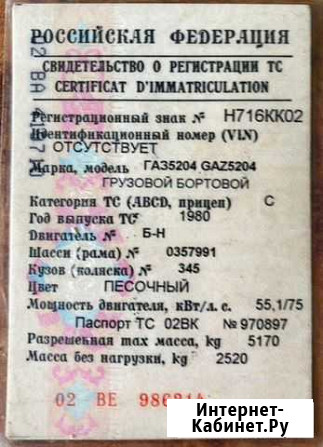 РОССИЙСКАЯ ФЕДЕРАЦИЯ
СВИДЕТЕЛЬСТВО О РЕГИСТРАЦИИ ТС
CERTIFICAT D'IMMATRICULATION
Регистрационный знак № Н716КК02
Идентификационный номер (VIN)
ОТСУТСТВУЕТ
Марка, модель ГАЗ5204 GAZ5204
ГРУЗОВОЙ БОРТОВОЙ
Категория ТС (ABCD, прицеп) С
Год выпуска ТС 1980
Двигатель № Б-Н
Шасси (рама) № 0357991
Кузов (коляска) № 345
Цвет ПЕСОЧНЫЙ
Мощность двигателя, кВт/л. с. 55,1/75
Паспорт ТС 02ВК № 970897
Разрешенная max масса, kg 5170
Масса без нагрузки, kg 2520
02 ВЕ
Интернет-
Кабинет.Ру